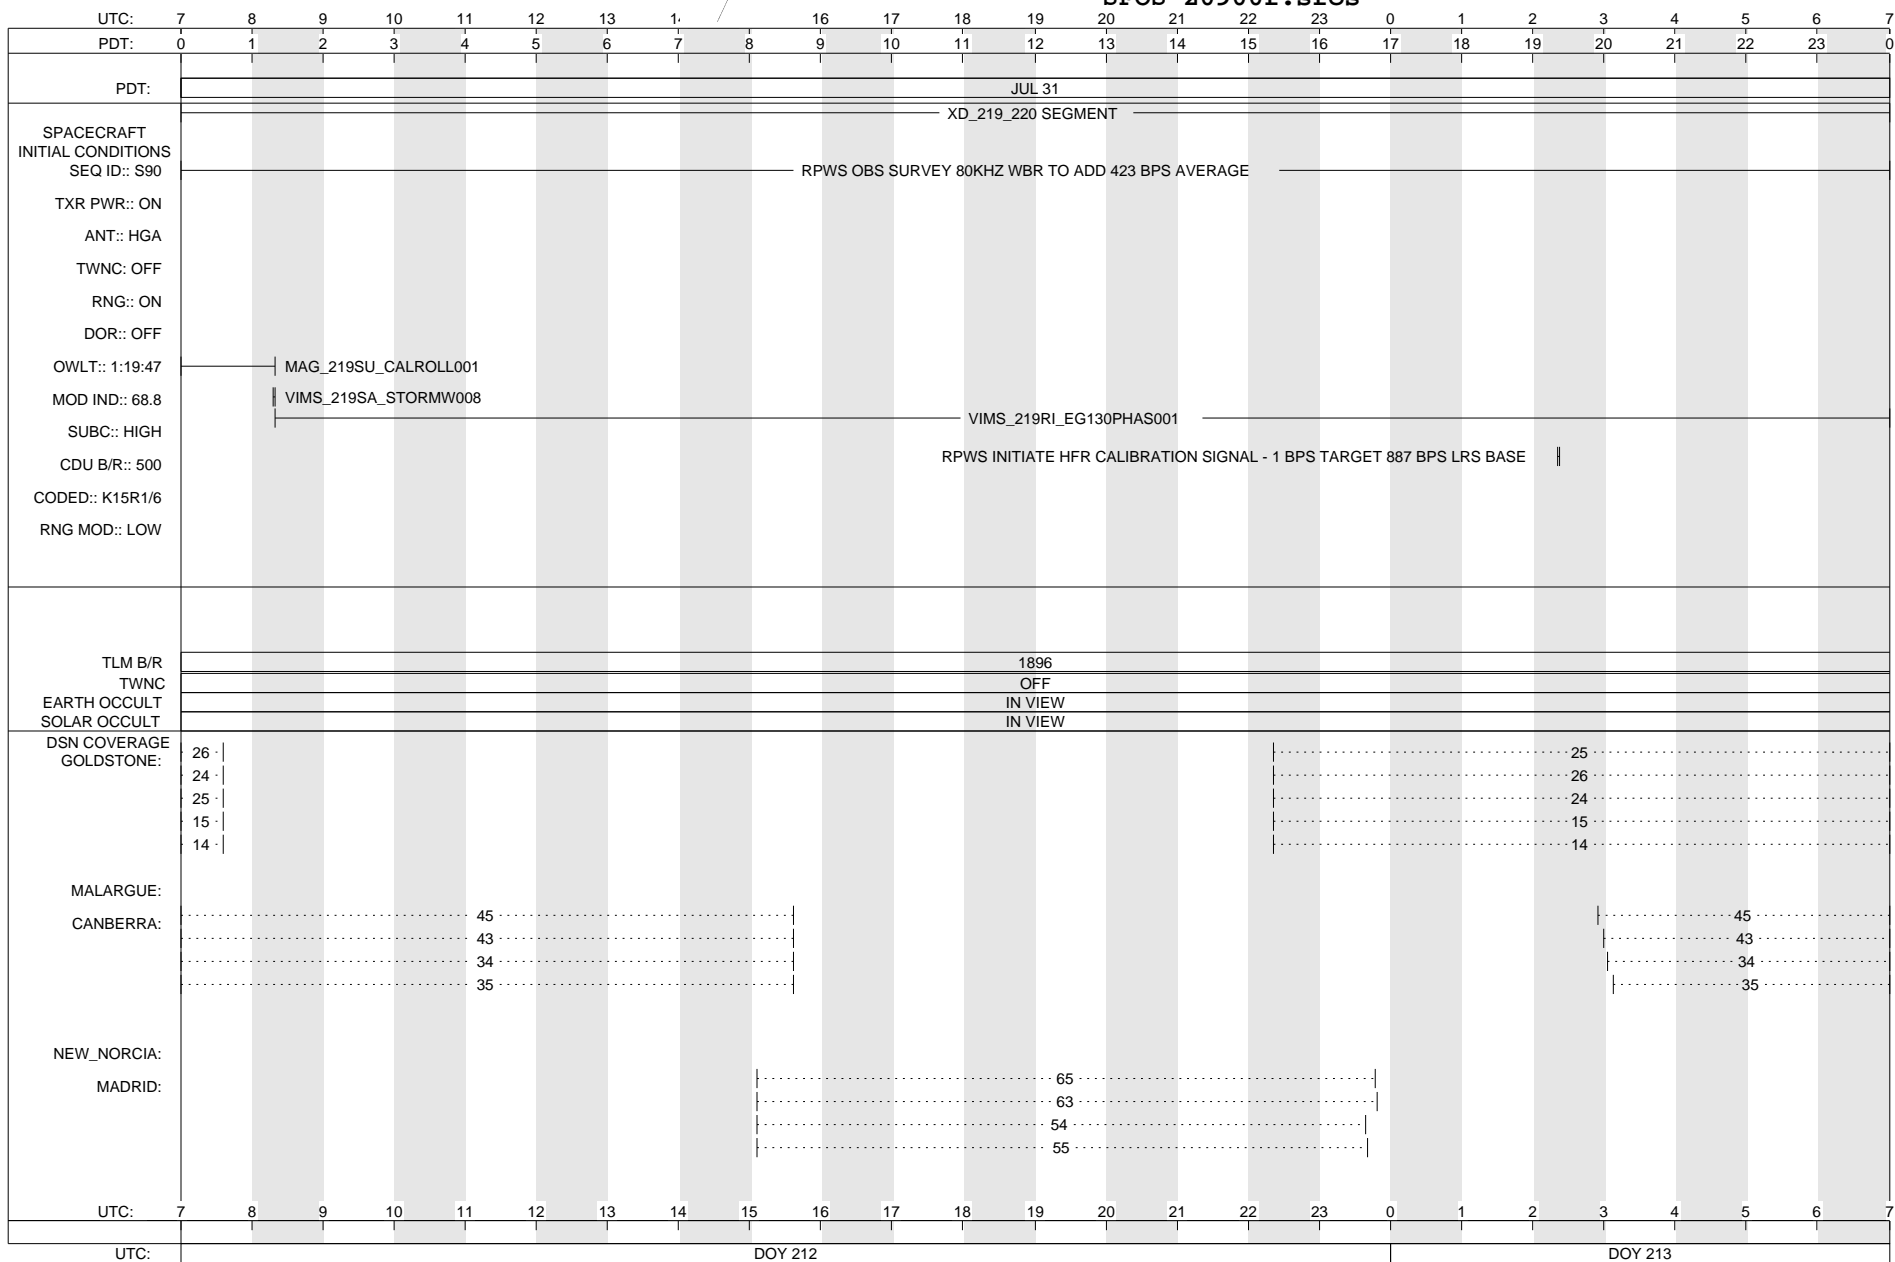 SFOS
UTC: 7 8 9 10 11 12 13 16 17 18 19 20 21 22 23 0 1 2 3 4 5 6 7
PDT: 0 1 2 3 4 5 6 7 8 9 10 11 12 13 14 15 16 17 18 19 20 21 22 23 0
PDT: JUL 31
XD_219_220 SEGMENT
SPACECRAFT
INITIAL CONDITIONS
SEQ ID:: S90 RPWS OBS SURVEY 80KHZ WBR TO ADD 423 BPS AVERAGE
TXR PWR:: ON
ANT:: HGA
TWNC: OFF
RNG:: ON
DOR:: OFF
OWLT:: 1:19:47 MAG_219SU_CALROLL001
MOD IND:: 68.8 VIMS_219SA_STORMW008
VIMS_219RI_EG130PHAS001
SUBC:: HIGH
RPWS INITIATE HFR CALIBRATION SIGNAL - 1 BPS TARGET 887 BPS LRS BASE
CDU B/R:: 500
CODED:: K15R1/6
RNG MOD:: LOW
TLM B/R 1896
TWNC OFF
EARTH OCCULT IN VIEW
SOLAR OCCULT IN VIEW
DSN COVERAGE
GOLDSTONE:
26 25
24 26
25 24
15 15
14 14
MALARGUE:
CANBERRA:
45 45
43 43
34 34
35 35
NEW_NORCIA:
MADRID:
65
63
54
55
UTC: 7 8 9 10 11 12 13 14 15 16 17 18 19 20 21 22 23 0 1 2 3 4 5 6 7
UTC: DOY 212 DOY 213